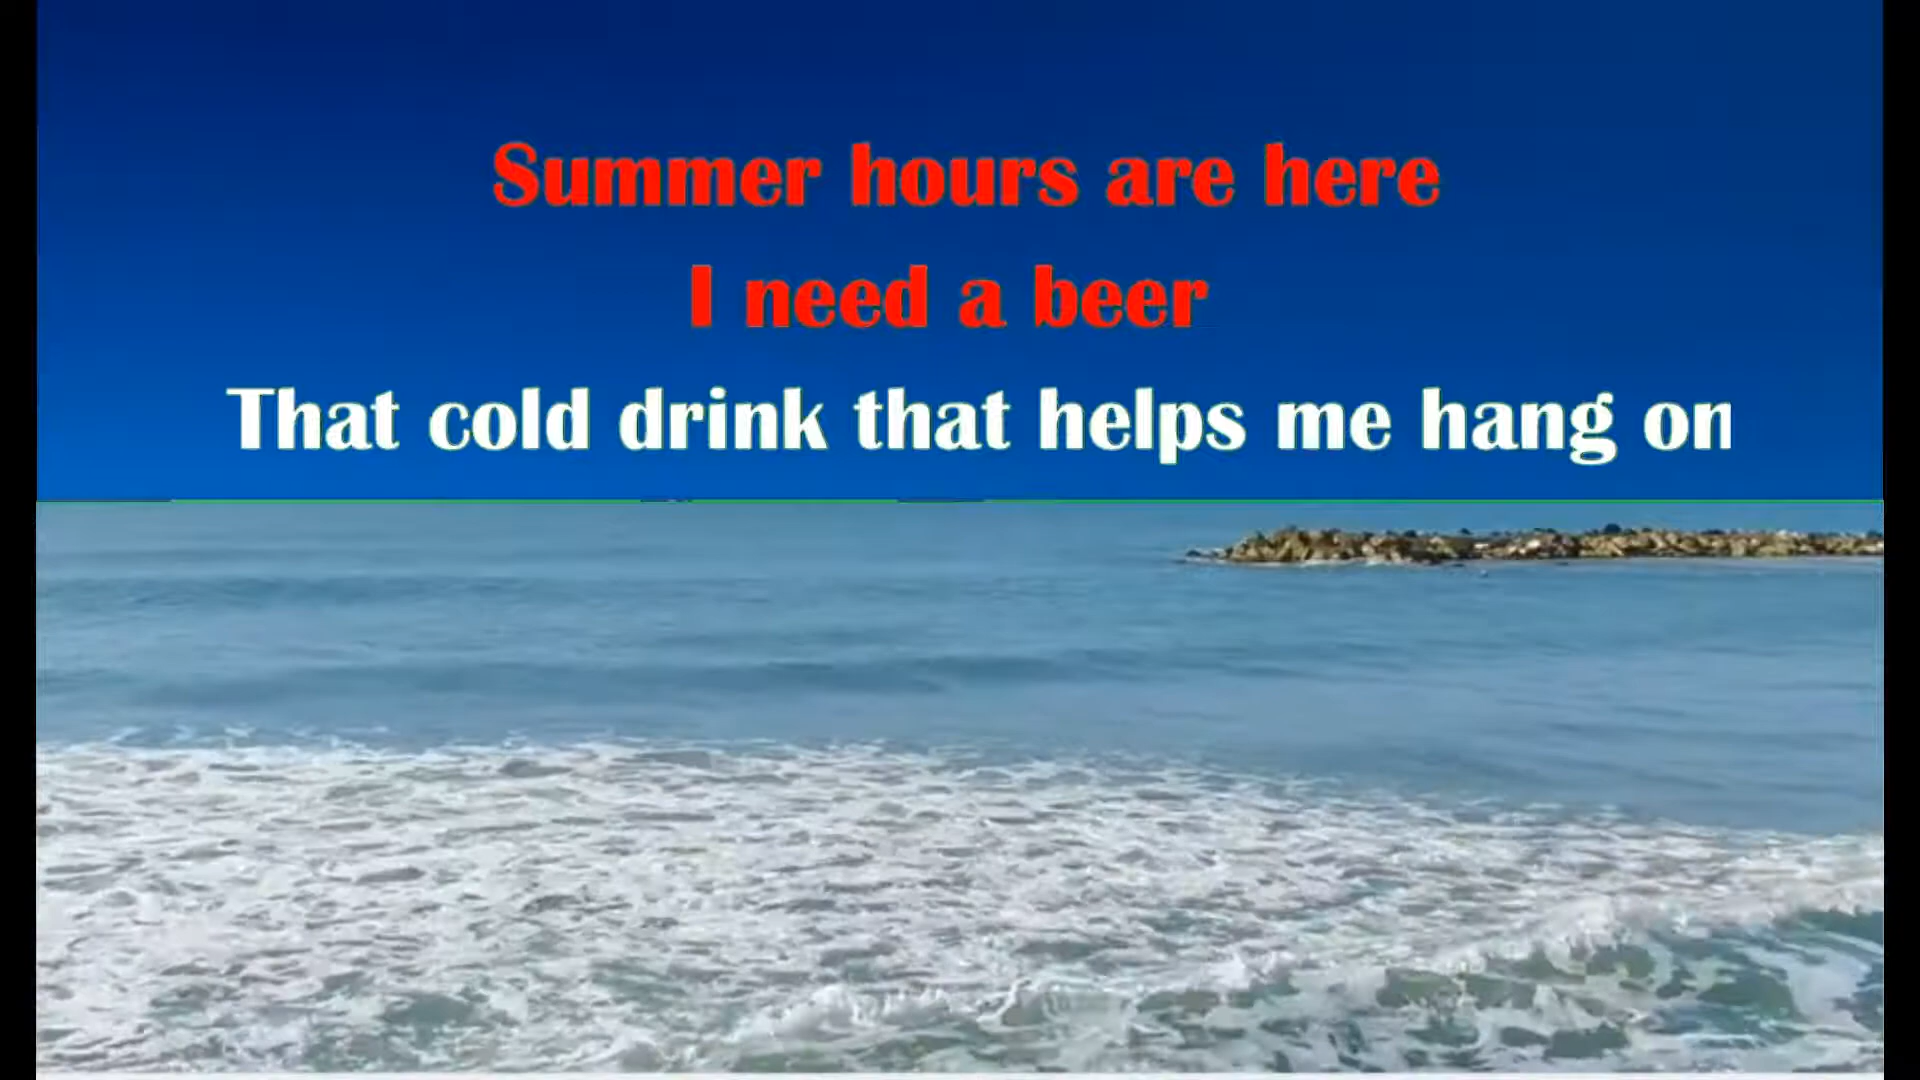 Summer hours are here
I need a beer
That cold drink that helps me hang on